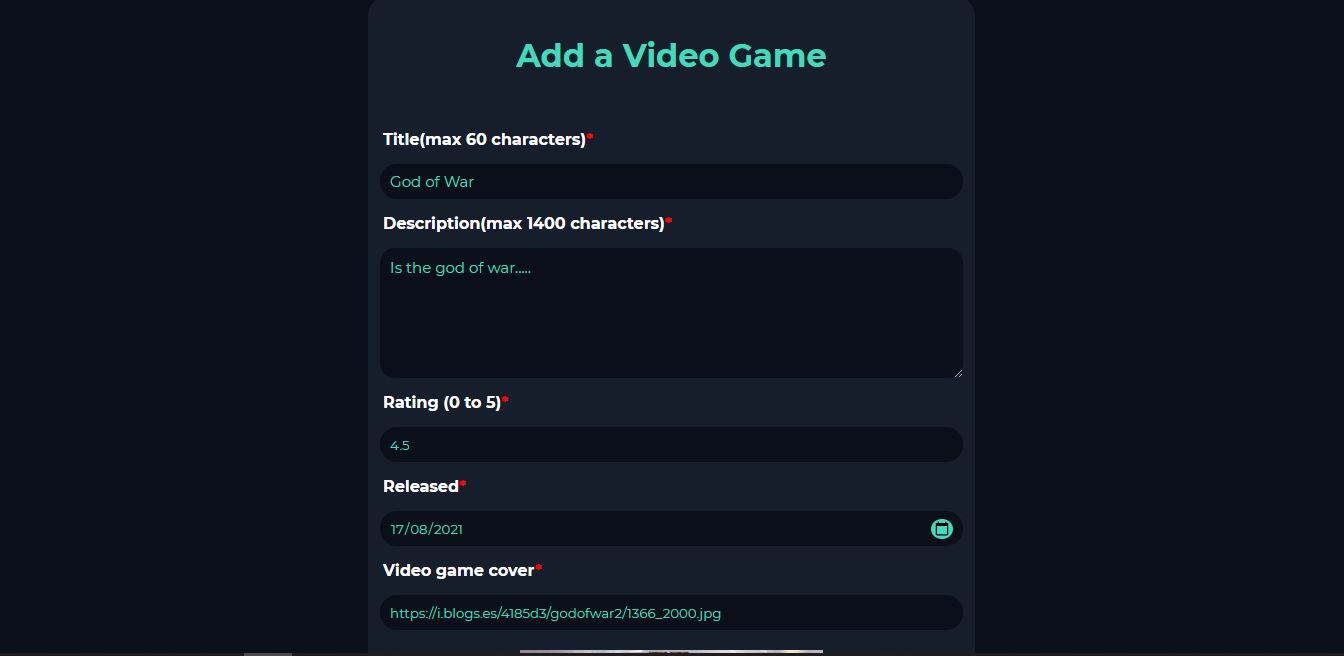 Add a Video Game
Title(max 60 characters)*
God of War
Description(max 1400 characters)*
Is the god of war.....
Rating (0 to 5)*
4.5
Released*
17/08/2021
Video game cover*
https://i.blogs.es/4185d3/godofwar2/1366_2000.jpg